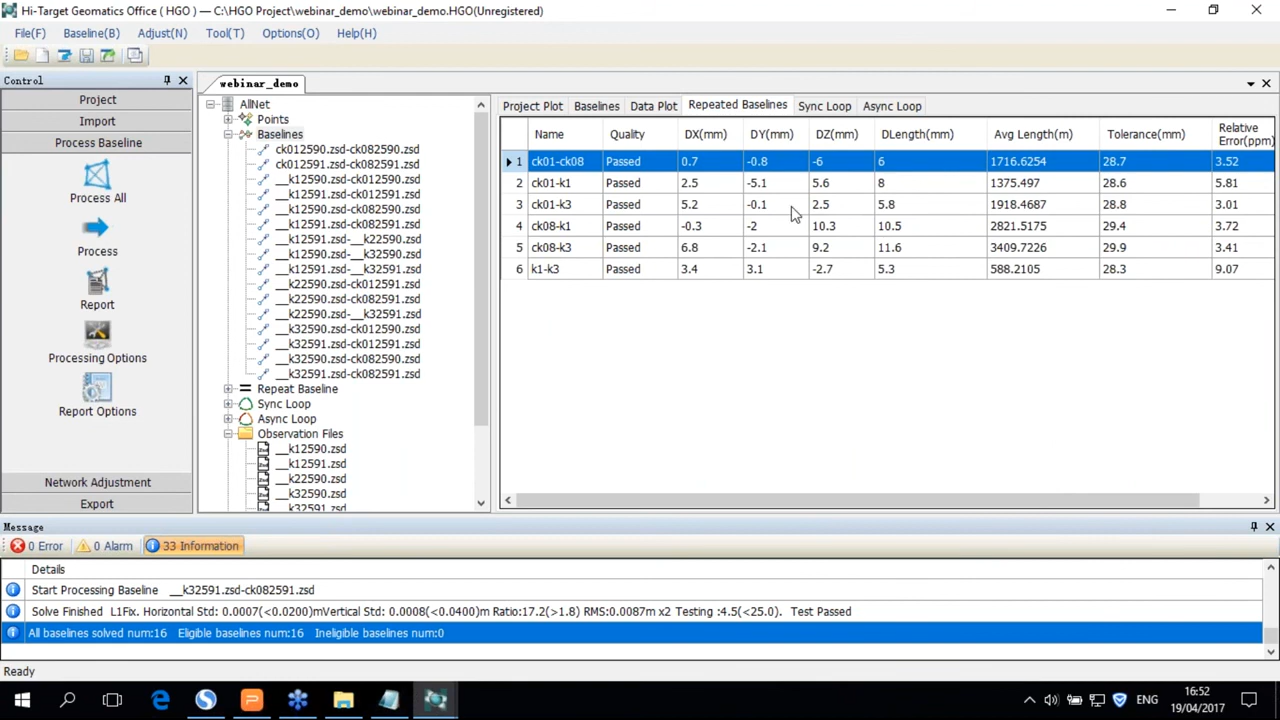 Hi-Target Geomatics Office ( HGO ) — C:\HGO Project\webinar_demo\webinar_demo.HGO(Unregistered)
File(F) Baseline(B) Adjust(N) Tool(T) Options(O) Help(H)
Control
Project
Import
Process Baseline
Process All
Process
Report
Processing Options
Report Options
Network Adjustment
Export
webinar_demo
AllNet
Points
Baselines
ck012590.zsd-ck082590.zsd
ck012591.zsd-ck082591.zsd
__k12590.zsd-ck012590.zsd
__k12591.zsd-ck012591.zsd
__k12590.zsd-ck082590.zsd
__k12591.zsd-ck082591.zsd
__k12590.zsd-__k22590.zsd
__k12590.zsd-__k32590.zsd
__k12591.zsd-__k32591.zsd
__k22590.zsd-ck012590.zsd
__k22590.zsd-ck082590.zsd
__k22590.zsd-__k32590.zsd
__k32590.zsd-ck012590.zsd
__k32591.zsd-ck012591.zsd
__k32590.zsd-ck082590.zsd
__k32591.zsd-ck082591.zsd
Repeat Baseline
Sync Loop
Async Loop
Observation Files
__k12590.zsd
__k12591.zsd
__k22590.zsd
__k32590.zsd
__k32591.zsd
Project Plot Baselines Data Plot Repeated Baselines Sync Loop Async Loop
Name Quality DX(mm) DY(mm) DZ(mm) DLength(mm) Avg Length(m) Tolerance(mm) Relative Error(ppm)
1 ck01-ck08 Passed 0.7 -0.8 -6 6 1716.6254 28.7 3.52
2 ck01-k1 Passed 2.5 -5.1 5.6 8 1375.497 28.6 5.81
3 ck01-k3 Passed 5.2 -0.1 2.5 5.8 1918.4687 28.8 3.01
4 ck08-k1 Passed -0.3 -2 10.3 10.5 2821.5175 29.4 3.72
5 ck08-k3 Passed 6.8 -2.1 9.2 11.6 3409.7226 29.9 3.41
6 k1-k3 Passed 3.4 3.1 -2.7 5.3 588.2105 28.3 9.07
Message
0 Error 0 Alarm 33 Information
Details
Start Processing Baseline __k32591.zsd-ck082591.zsd
Solve Finished L1Fix. Horizontal Std: 0.0007(<0.0200)mVertical Std: 0.0008(<0.0400)m Ratio:17.2(>1.8) RMS:0.0087m x2 Testing :4.5(<25.0). Test Passed
All baselines solved num:16 Eligible baselines num:16 Ineligible baselines num:0
Ready
ENG
16:52
19/04/2017